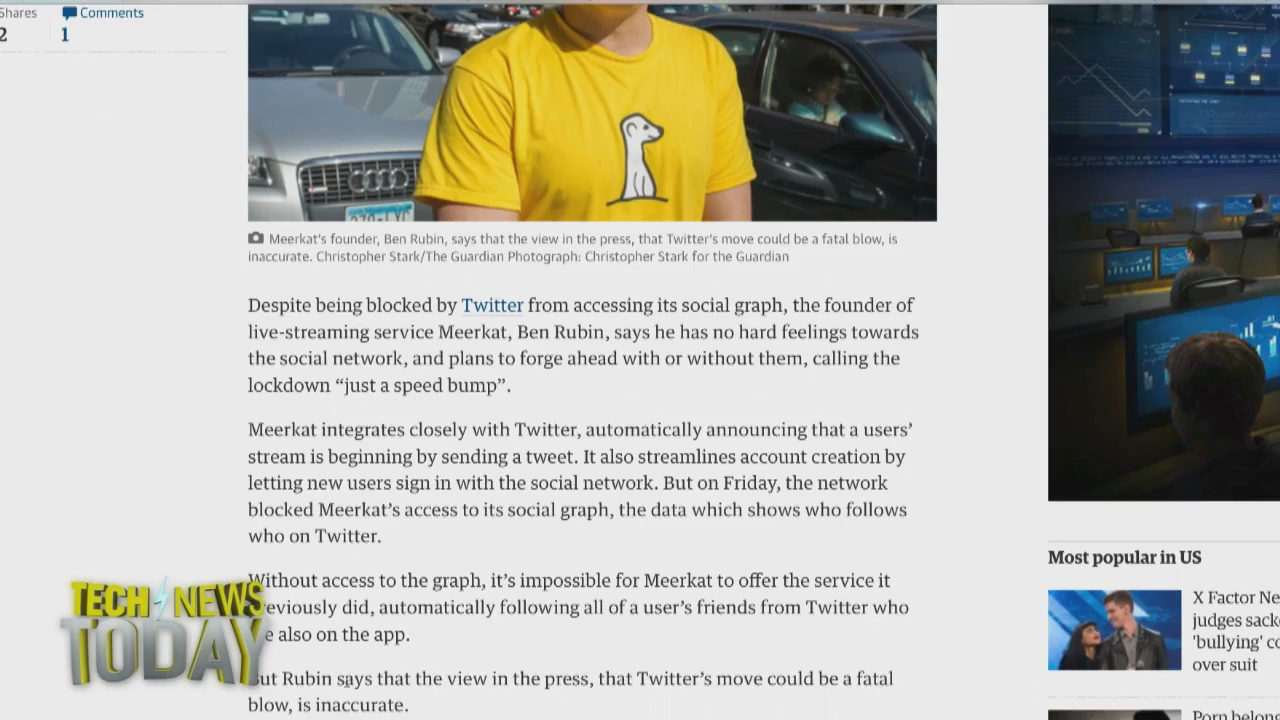 Shares
Comments
2
1
Meerkat's founder, Ben Rubin, says that the view in the press, that Twitter's move could be a fatal blow, is
inaccurate. Christopher Stark/The Guardian Photograph: Christopher Stark for the Guardian
Despite being blocked by Twitter from accessing its social graph, the founder of
live-streaming service Meerkat, Ben Rubin, says he has no hard feelings towards
the social network, and plans to forge ahead with or without them, calling the
lockdown “just a speed bump”.
Meerkat integrates closely with Twitter, automatically announcing that a users’
stream is beginning by sending a tweet. It also streamlines account creation by
letting new users sign in with the social network. But on Friday, the network
blocked Meerkat’s access to its social graph, the data which shows who follows
who on Twitter.
Without access to the graph, it’s impossible for Meerkat to offer the service it
eviously did, automatically following all of a user’s friends from Twitter who
e also on the app.
But Rubin says that the view in the press, that Twitter’s move could be a fatal
blow, is inaccurate.
TECH NEWS
TODAY
Most popular in US
X Factor Ne
judges sack
'bullying' co
over suit
Porn belong